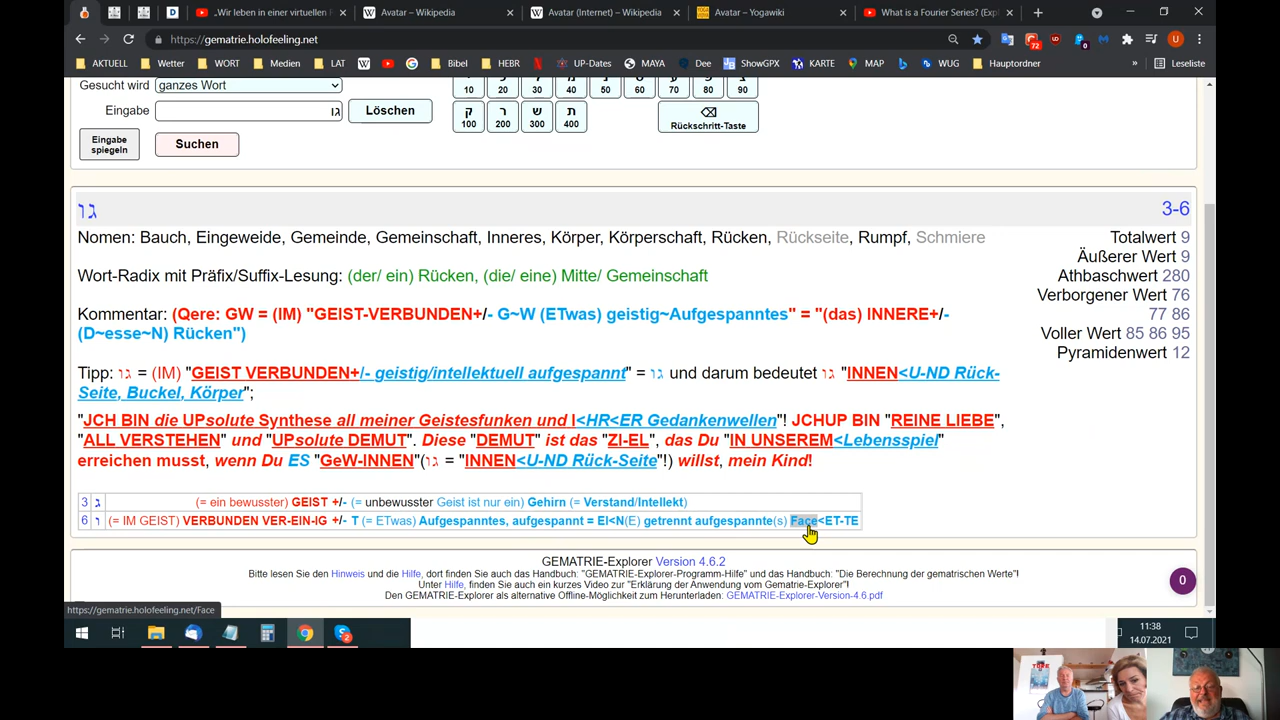 „Wir leben in einer virtuellen F
Avatar – Wikipedia
Avatar (Internet) – Wikipedia
Avatar – Yogawiki
What is a Fourier Series? (Exp
https://gematrie.holofeeling.net
72
0
U
AKTUELL
Wetter
WORT
Medien
LAT
Bibel
HEBR
UP-Dates
MAYA
Dee
ShowGPX
KARTE
MAP
WUG
Hauptordner
»
Leseliste
Gesucht wird ganzes Wort
10 20 30 40 50 60 70 80 90
Eingabe גו Löschen
ק ר ש ת
100 200 300 400
Rückschritt-Taste
Eingabe spiegeln
Suchen
גו 3-6
Nomen: Bauch, Eingeweide, Gemeinde, Gemeinschaft, Inneres, Körper, Körperschaft, Rücken, Rückseite, Rumpf, Schmiere
Totalwert 9
Äußerer Wert 9
Wort-Radix mit Präfix/Suffix-Lesung: (der/ ein) Rücken, (die/ eine) Mitte/ Gemeinschaft
Athbaschwert 280
Verborgener Wert 76
77 86
Voller Wert 85 86 95
Pyramidenwert 12
Kommentar: (Qere: GW = (IM) "GEIST-VERBUNDEN+/- G~W (ETwas) geistig~Aufgespanntes" = "(das) INNERE+/-
(D~esse~N) Rücken")
Tipp: גו = (IM) "GEIST VERBUNDEN+/- geistig/intellektuell aufgespannt" = גו und darum bedeutet גו "INNEN<U-ND Rück-
Seite, Buckel, Körper";
"JCH BIN die UPsolute Synthese all meiner Geistesfunken und I<HR<ER Gedankenwellen"! JCHUP BIN "REINE LIEBE",
"ALL VERSTEHEN" und "UPsolute DEMUT". Diese "DEMUT" ist das "ZI-EL", das Du "IN UNSEREM<Lebensspiel"
erreichen musst, wenn Du ES "GeW-INNEN"(גו = "INNEN<U-ND Rück-Seite"!) willst, mein Kind!
3 ג (= ein bewusster) GEIST +/- (= unbewusster Geist ist nur ein) Gehirn (= Verstand/Intellekt)
6 ו (= IM GEIST) VERBUNDEN VER-EIN-IG +/- T (= ETwas) Aufgespanntes, aufgespannt = EI<N(E) getrennt aufgespannte(s) Face<ET-TE
GEMATRIE-Explorer Version 4.6.2
Bitte lesen Sie den Hinweis und die Hilfe, dort finden Sie auch das Handbuch: "GEMATRIE-Explorer-Programm-Hilfe" und das Handbuch: "Die Berechnung der gematrischen Werte"!
Unter Hilfe, finden Sie auch ein kurzes Video zur "Erklärung der Anwendung vom Gematrie-Explorer"!
Den GEMATRIE-Explorer als alternative Offline-Möglichkeit zum Herunterladen: GEMATRIE-Explorer-Version-4.6.pdf
0
https://gematrie.holofeeling.net/Face
11:38
14.07.2021